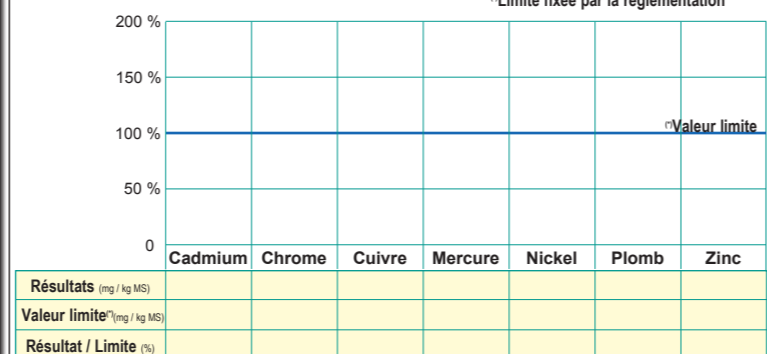 (*)Limite fixée par la réglementation
200 %
150 %
100 %
(*)Valeur limite
50 %
0
Cadmium Chrome Cuivre Mercure Nickel Plomb Zinc
Résultats (mg / kg MS)
Valeur limite(*)(mg / kg MS)
Résultat / Limite (%)